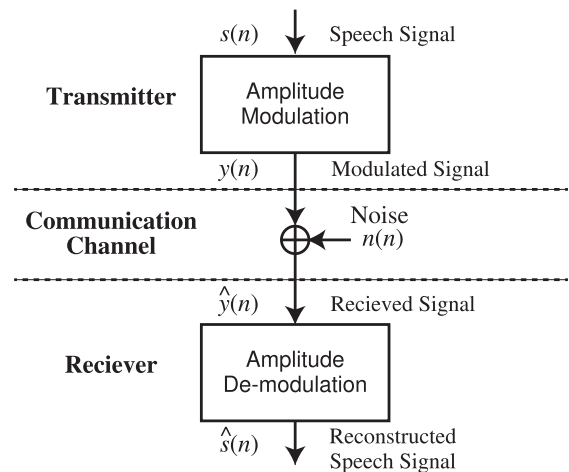 s(n) Speech Signal
Transmitter
Amplitude
Modulation
y(n) Modulated Signal
Communication
Channel
Noise
n(n)
ŷ(n) Recieved Signal
Reciever
Amplitude
De-modulation
ŝ(n) Reconstructed
Speech Signal